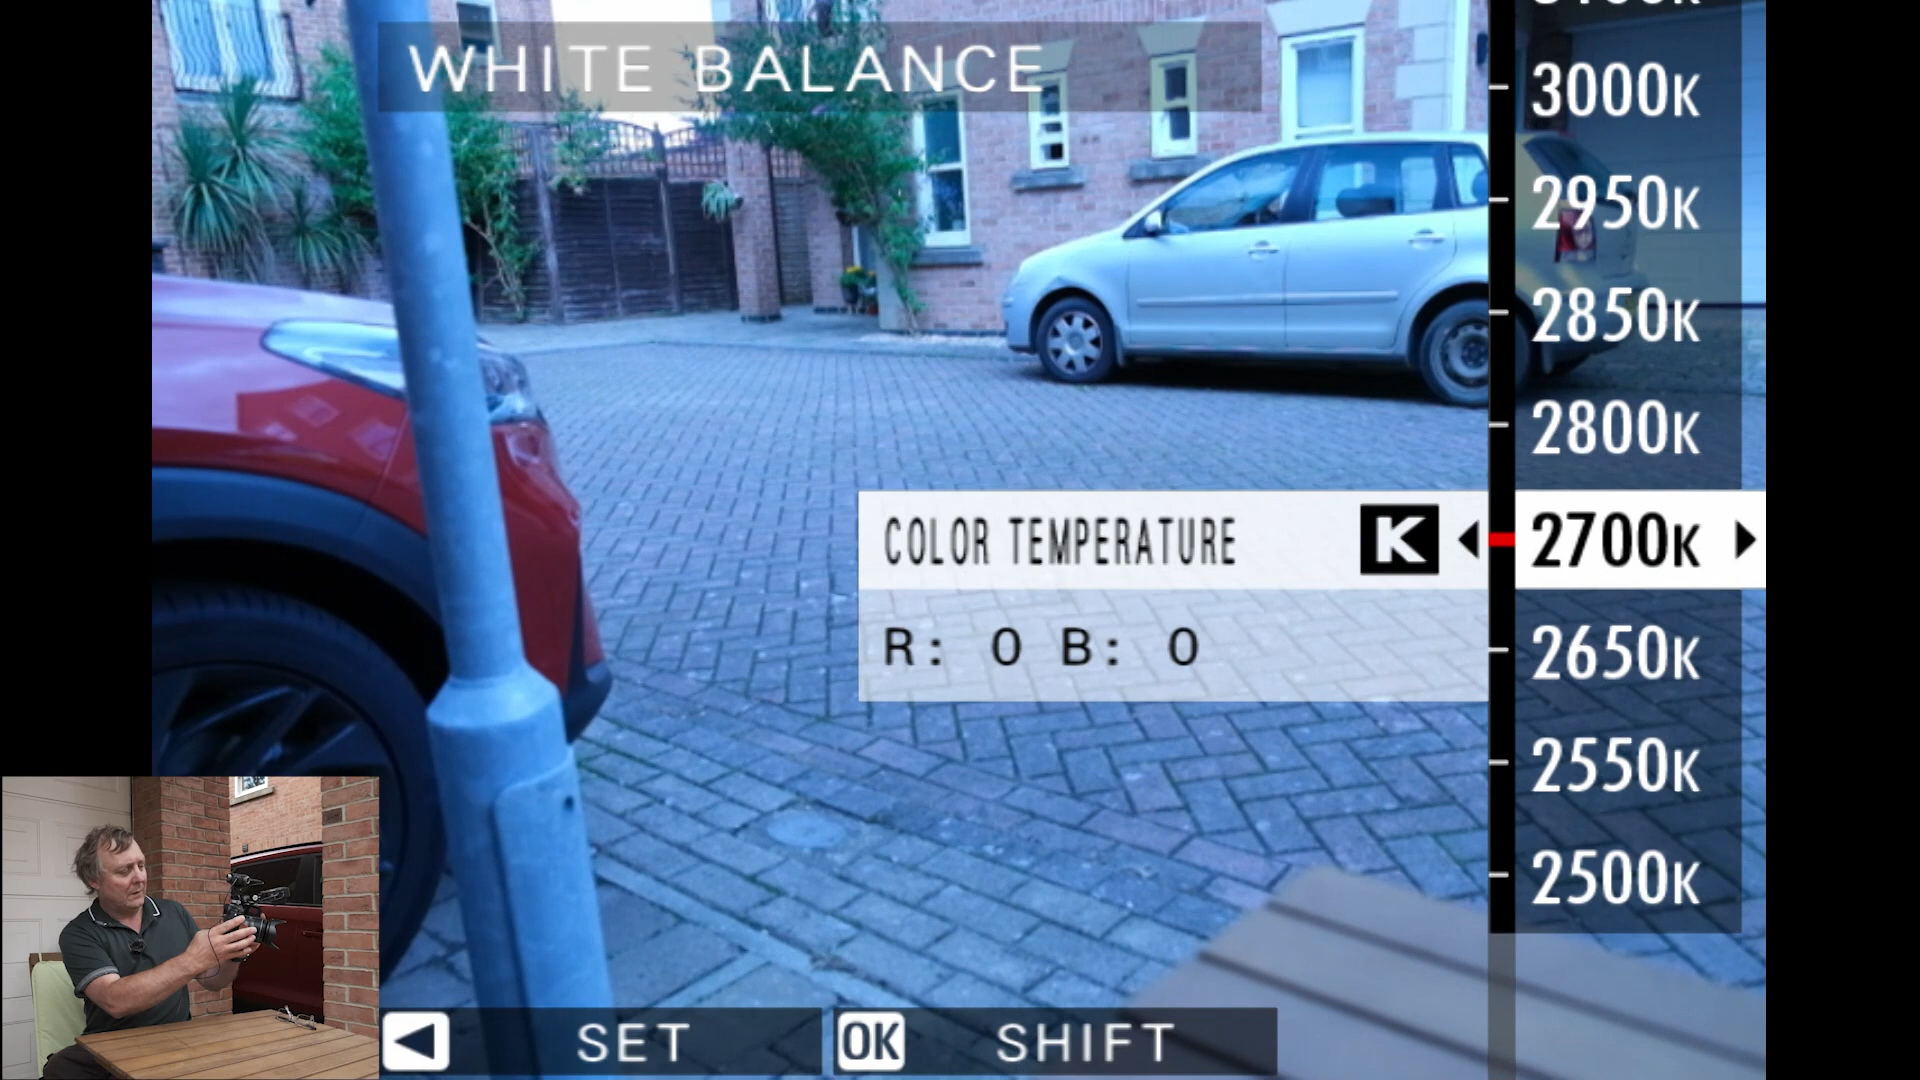 WHITE BALANCE
3000K
2950K
2850K
2800K
COLOR TEMPERATURE K 2700K
R: 0 B: 0
2650K
2550K
2500K
SET OK SHIFT